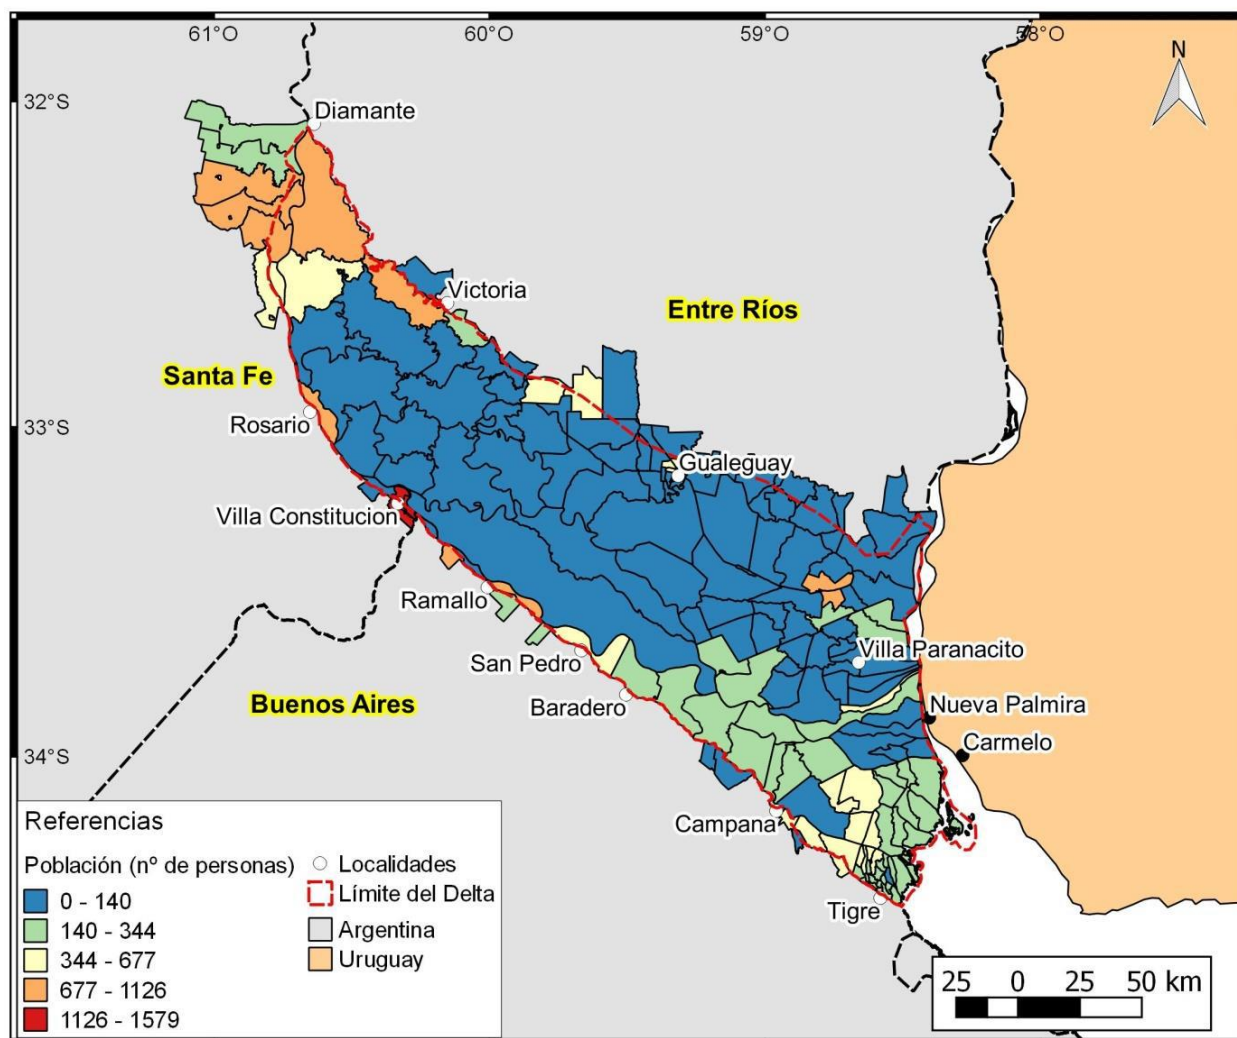 61°O
60°O
59°O
58°O
N
32°S
Diamante
Victoria
Entre Ríos
Santa Fe
Rosario
33°S
Gualeguay
Villa Constitucion
Ramallo
San Pedro
Villa Paranacito
Buenos Aires
Baradero
Nueva Palmira
Carmelo
34°S
Campana
Tigre
Referencias
Población (nº de personas)
0 - 140
140 - 344
344 - 677
677 - 1126
1126 - 1579
Localidades
Límite del Delta
Argentina
Uruguay
25 0 25 50 km